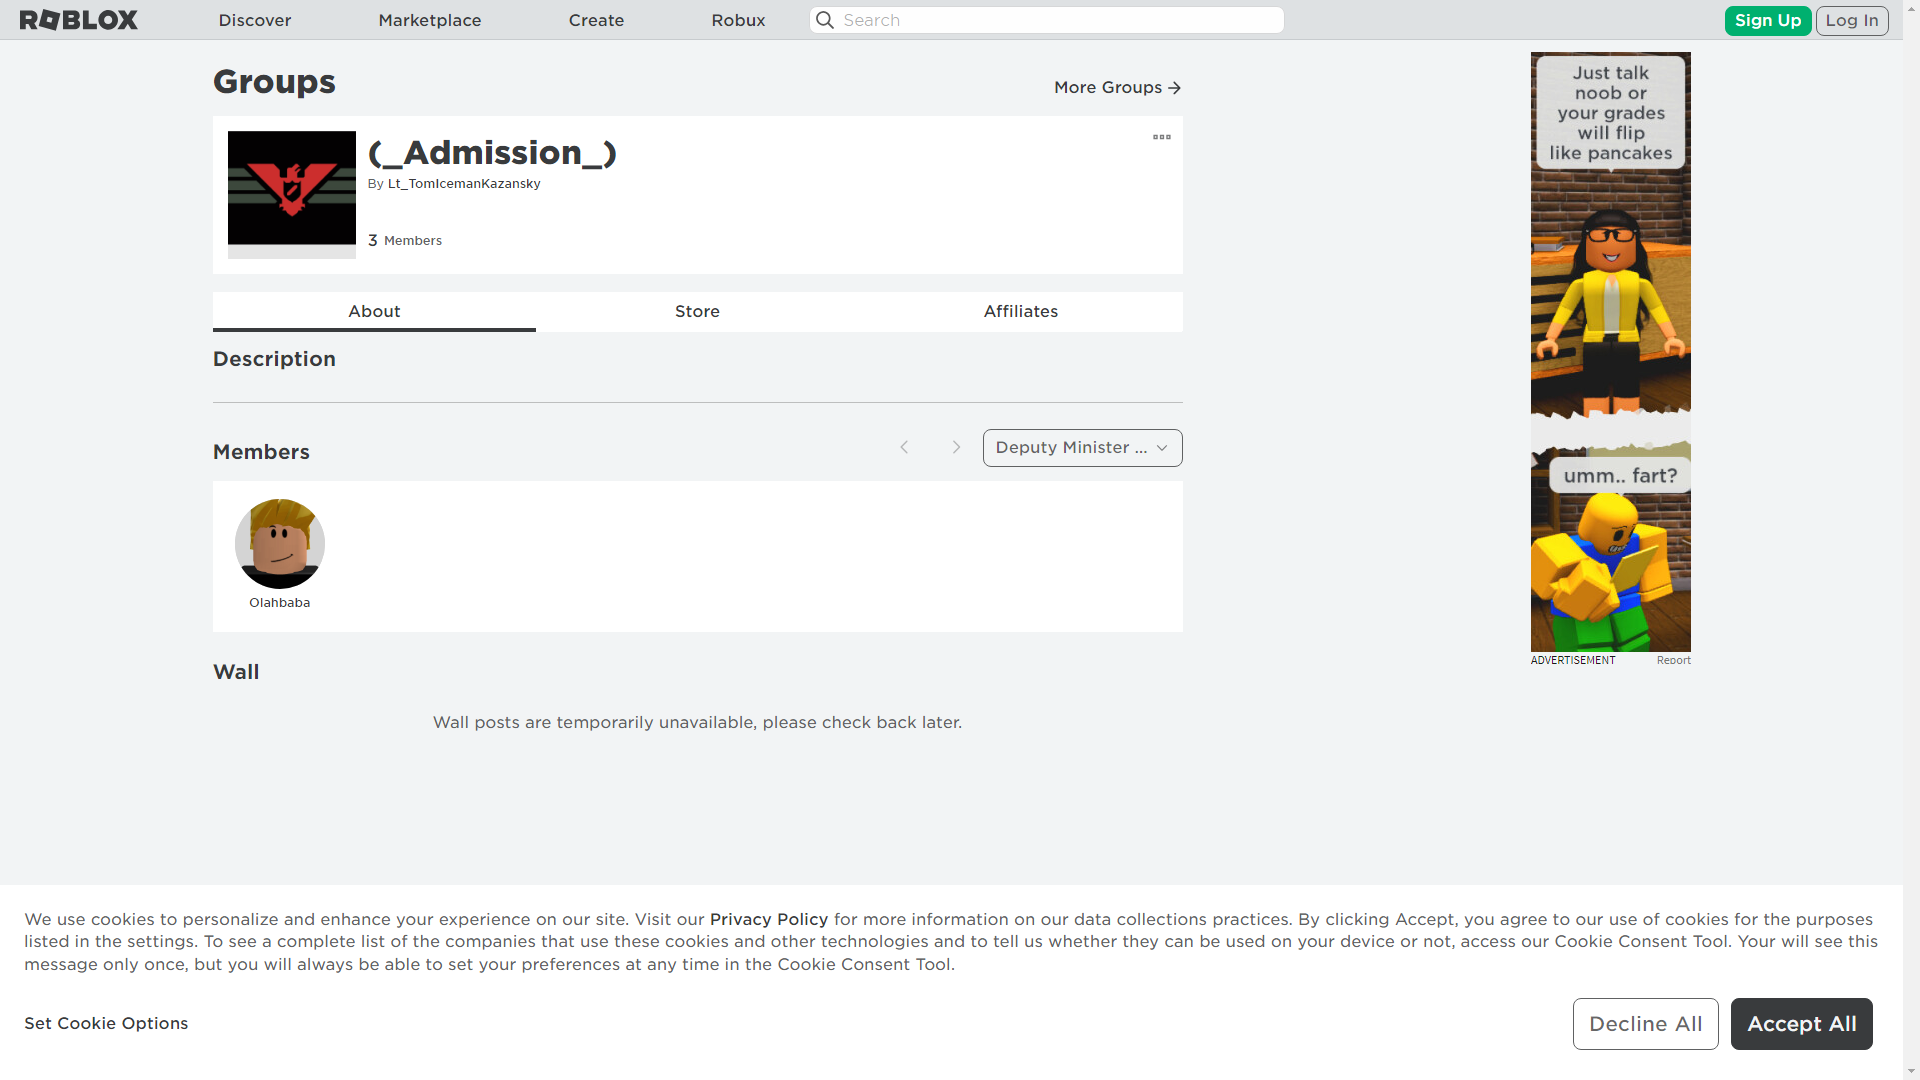 ROBLOX
Discover
Marketplace
Create
Robux
Search
Sign Up
Log In
Groups
More Groups
(_Admission_)
By Lt_TomIcemanKazansky
3 Members
About
Store
Affiliates
Description
Members
Deputy Minister ...
Olahbaba
Wall
Wall posts are temporarily unavailable, please check back later.
Just talk
noob or
your grades
will flip
like pancakes
umm.. fart?
ADVERTISEMENT
Report
We use cookies to personalize and enhance your experience on our site. Visit our Privacy Policy for more information on our data collections practices. By clicking Accept, you agree to our use of cookies for the purposes
listed in the settings. To see a complete list of the companies that use these cookies and other technologies and to tell us whether they can be used on your device or not, access our Cookie Consent Tool. Your will see this
message only once, but you will always be able to set your preferences at any time in the Cookie Consent Tool.
Set Cookie Options
Decline All
Accept All